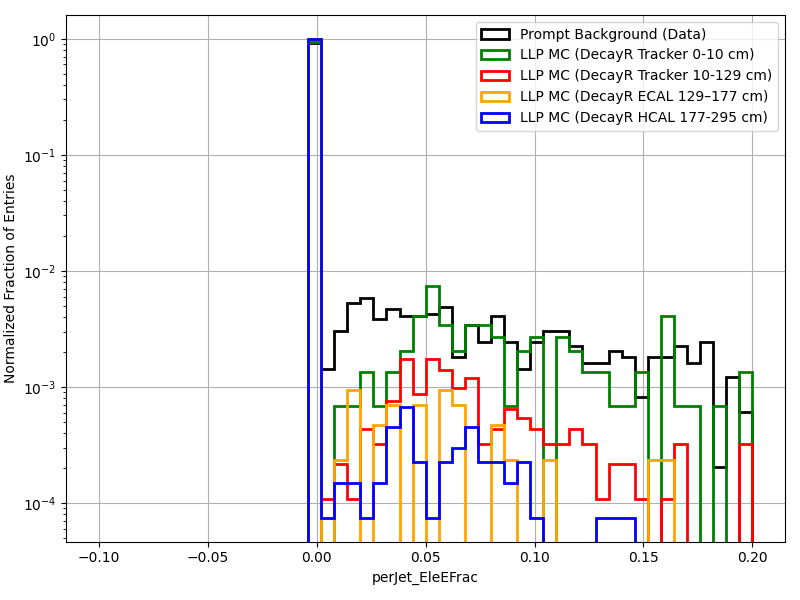 Prompt Background (Data)
LLP MC (DecayR Tracker 0-10 cm)
LLP MC (DecayR Tracker 10-129 cm)
LLP MC (DecayR ECAL 129–177 cm)
LLP MC (DecayR HCAL 177-295 cm)
Normalized Fraction of Entries
10⁰
10⁻¹
10⁻²
10⁻³
10⁻⁴
−0.10 −0.05 0.00 0.05 0.10 0.15 0.20
perJet_EleEFrac